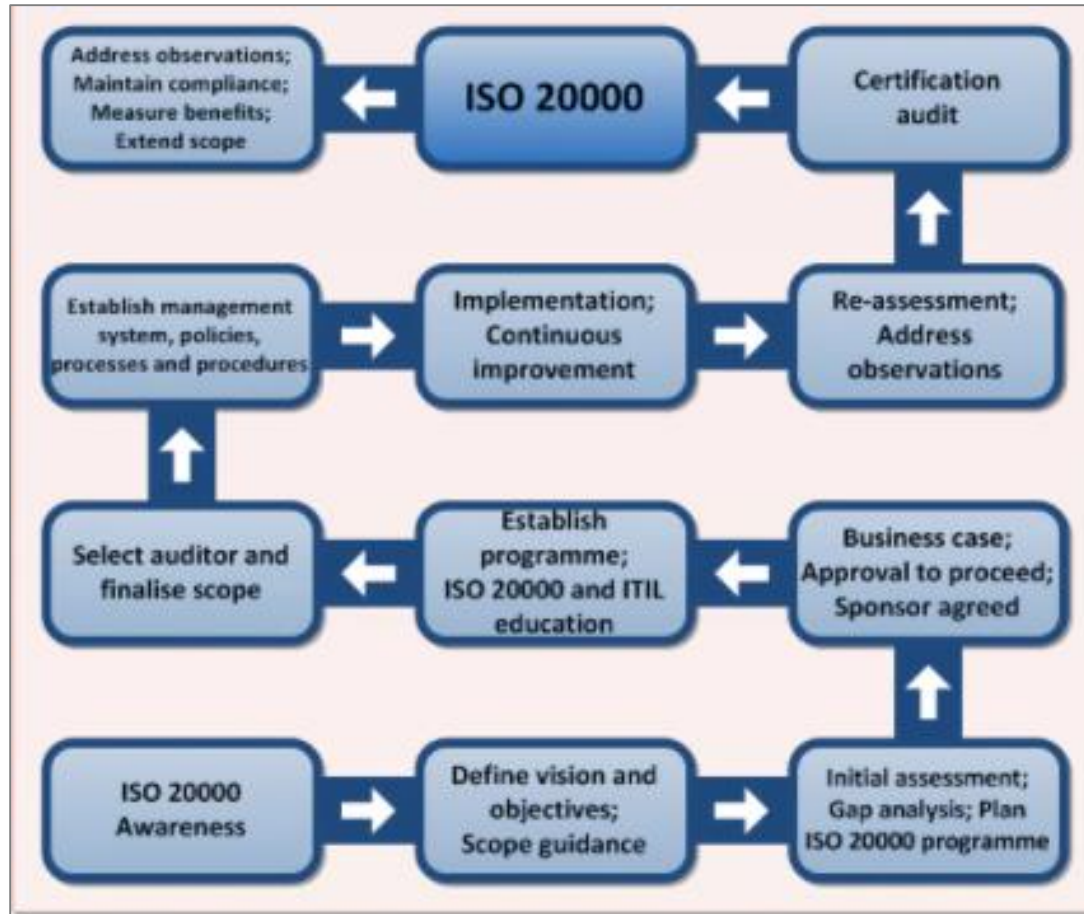 Address observations;
Maintain compliance;
Measure benefits;
Extend scope
ISO 20000
Certification
audit
Establish management
system, policies,
processes and procedures
Implementation;
Continuous
improvement
Re-assessment;
Address
observations
Select auditor and
finalise scope
Establish
programme;
ISO 20000 and ITIL
education
Business case;
Approval to proceed;
Sponsor agreed
ISO 20000
Awareness
Define vision and
objectives;
Scope guidance
Initial assessment;
Gap analysis; Plan
ISO 20000 programme